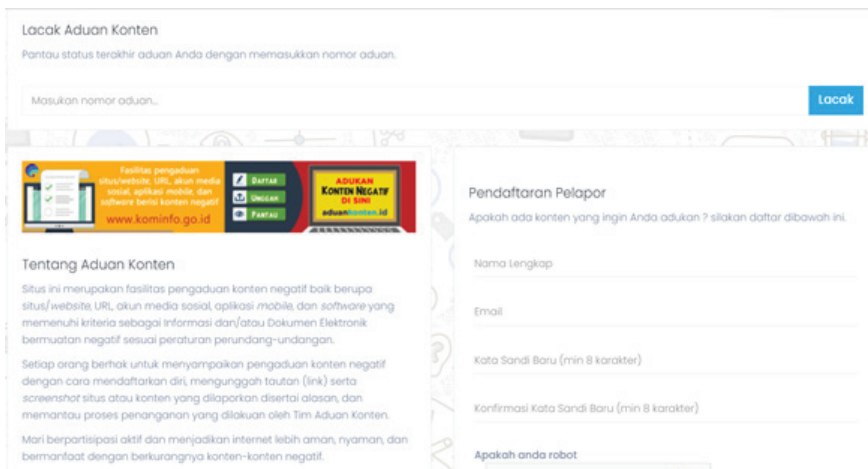 Lacak Aduan Konten
Pantau status terakhir aduan Anda dengan memasukkan nomor aduan.
Masukan nomor aduan...
Lacak
Fasilitas pengaduan
situs/website, URL, akun media
sosial, aplikasi mobile, dan
software berisi konten negatif
www.kominfo.go.id
DAFTAR
UNGGAH
PANTAU
ADUKAN
KONTEN NEGATIF
DI SINI
aduankonten.id
Tentang Aduan Konten
Situs ini merupakan fasilitas pengaduan konten negatif baik berupa
situs/website, URL, akun media sosial, aplikasi mobile, dan software yang
memenuhi kriteria sebagai Informasi dan/atau Dokumen Elektronik
bermuatan negatif sesuai peraturan perundang-undangan.
Setiap orang berhak untuk menyampaikan pengaduan konten negatif
dengan cara mendaftarkan diri, mengunggah tautan (link) serta
screenshot situs atau konten yang dilaporkan disertai alasan, dan
memantau proses penanganan yang dilakuan oleh Tim Aduan Konten.
Mari berpartisipasi aktif dan menjadikan internet lebih aman, nyaman, dan
bermanfaat dengan berkurangnya konten-konten negatif.
Pendaftaran Pelapor
Apakah ada konten yang ingin Anda adukan ? silakan daftar dibawah ini.
Nama Lengkap
Email
Kata Sandi Baru (min 8 karakter)
Konfirmasi Kata Sandi Baru (min 8 karakter)
Apakah anda robot